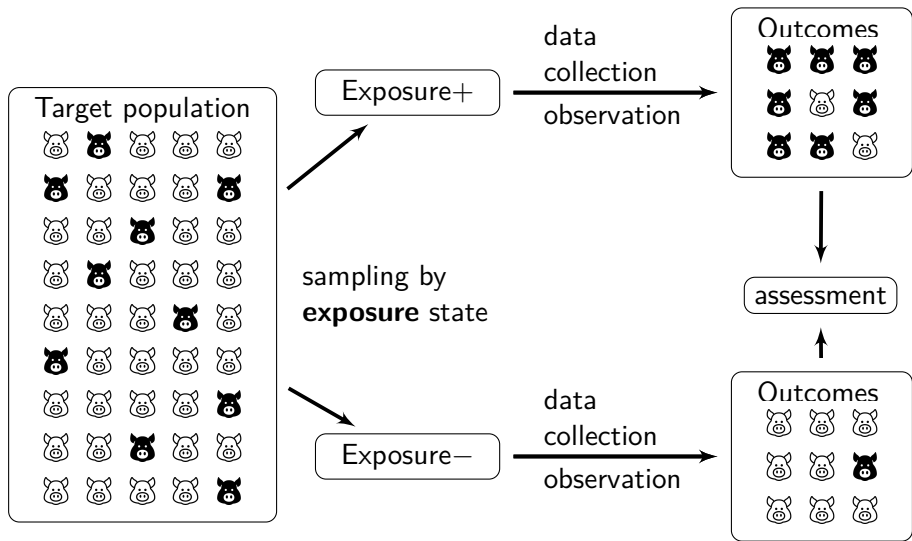 Target population
sampling by
exposure state
Exposure+
data
collection
observation
Outcomes
assessment
Exposure−
data
collection
observation
Outcomes